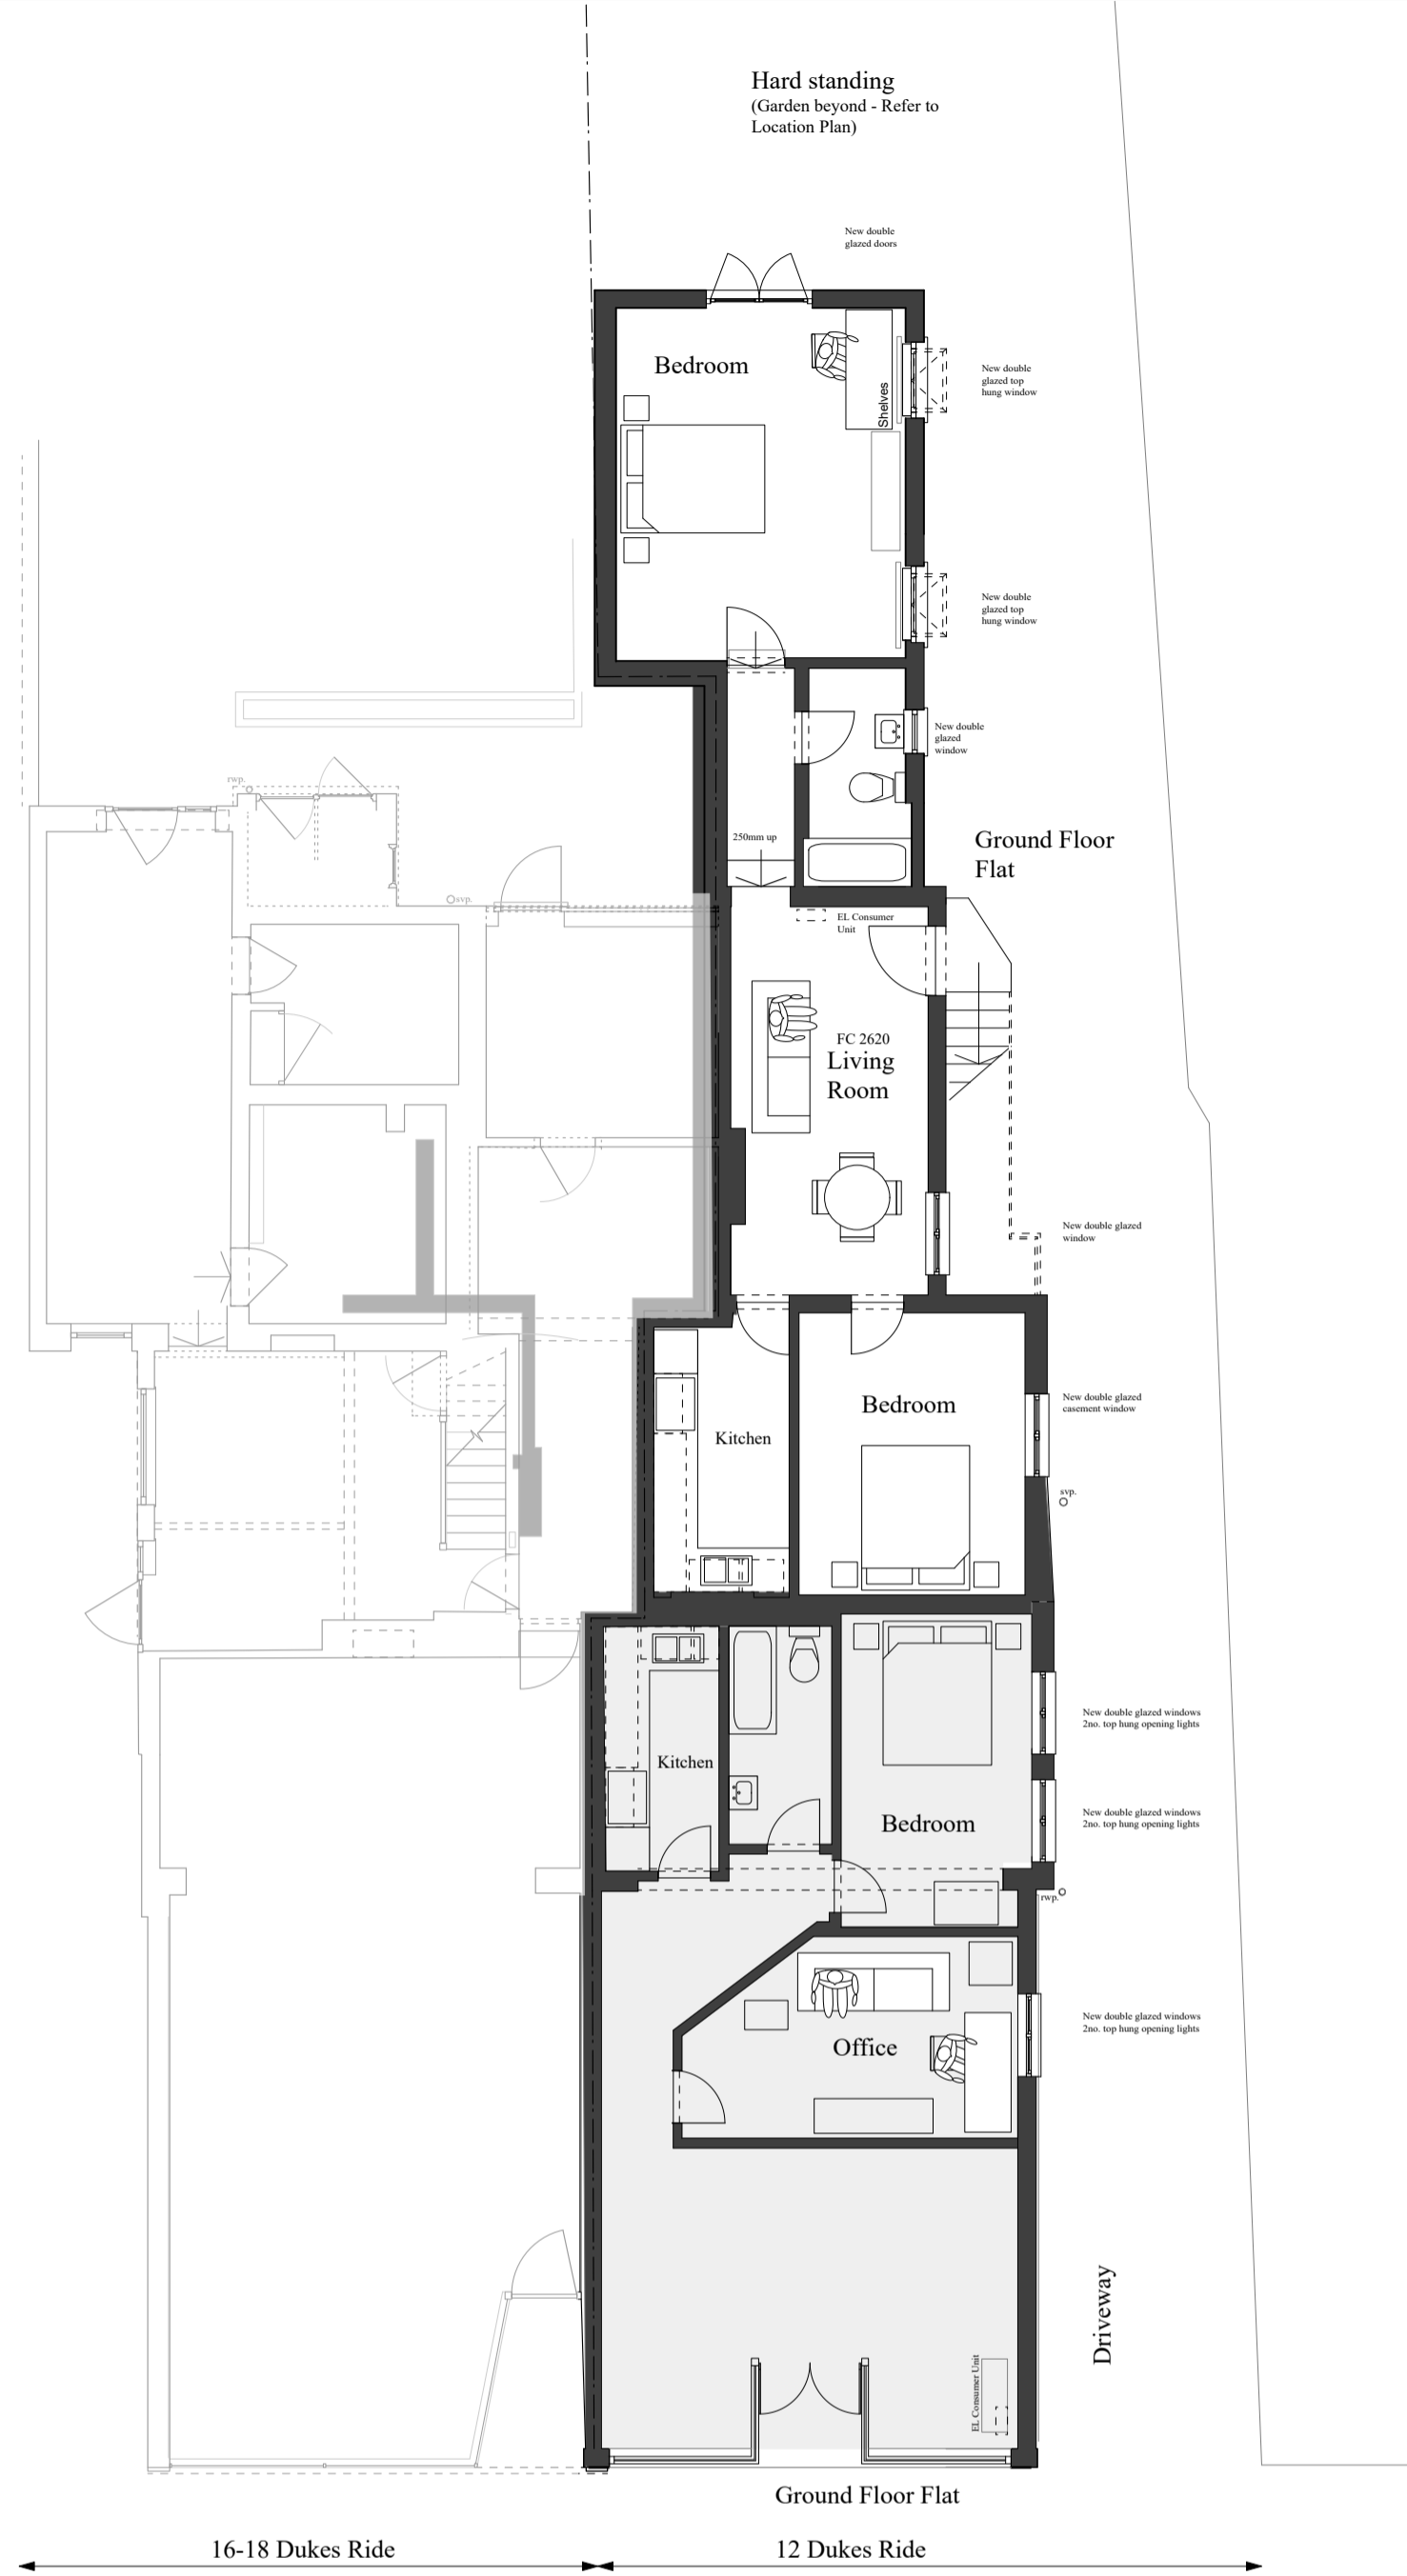 Hard standing
(Garden beyond - Refer to
Location Plan)
New double
glazed doors
Bedroom
Shelves
New double
glazed top
hung window
New double
glazed top
hung window
New double
glazed
window
rwp.
250mm up
Ground Floor
Flat
svp.
EL Consumer
Unit
FC 2620
Living
Room
New double glazed
window
Bedroom
New double glazed
casement window
Kitchen
svp.
New double glazed windows
2no. top hung opening lights
Kitchen
New double glazed windows
2no. top hung opening lights
Bedroom
rwp.
New double glazed windows
2no. top hung opening lights
Office
Driveway
EL Consumer Unit
Ground Floor Flat
16-18 Dukes Ride
12 Dukes Ride